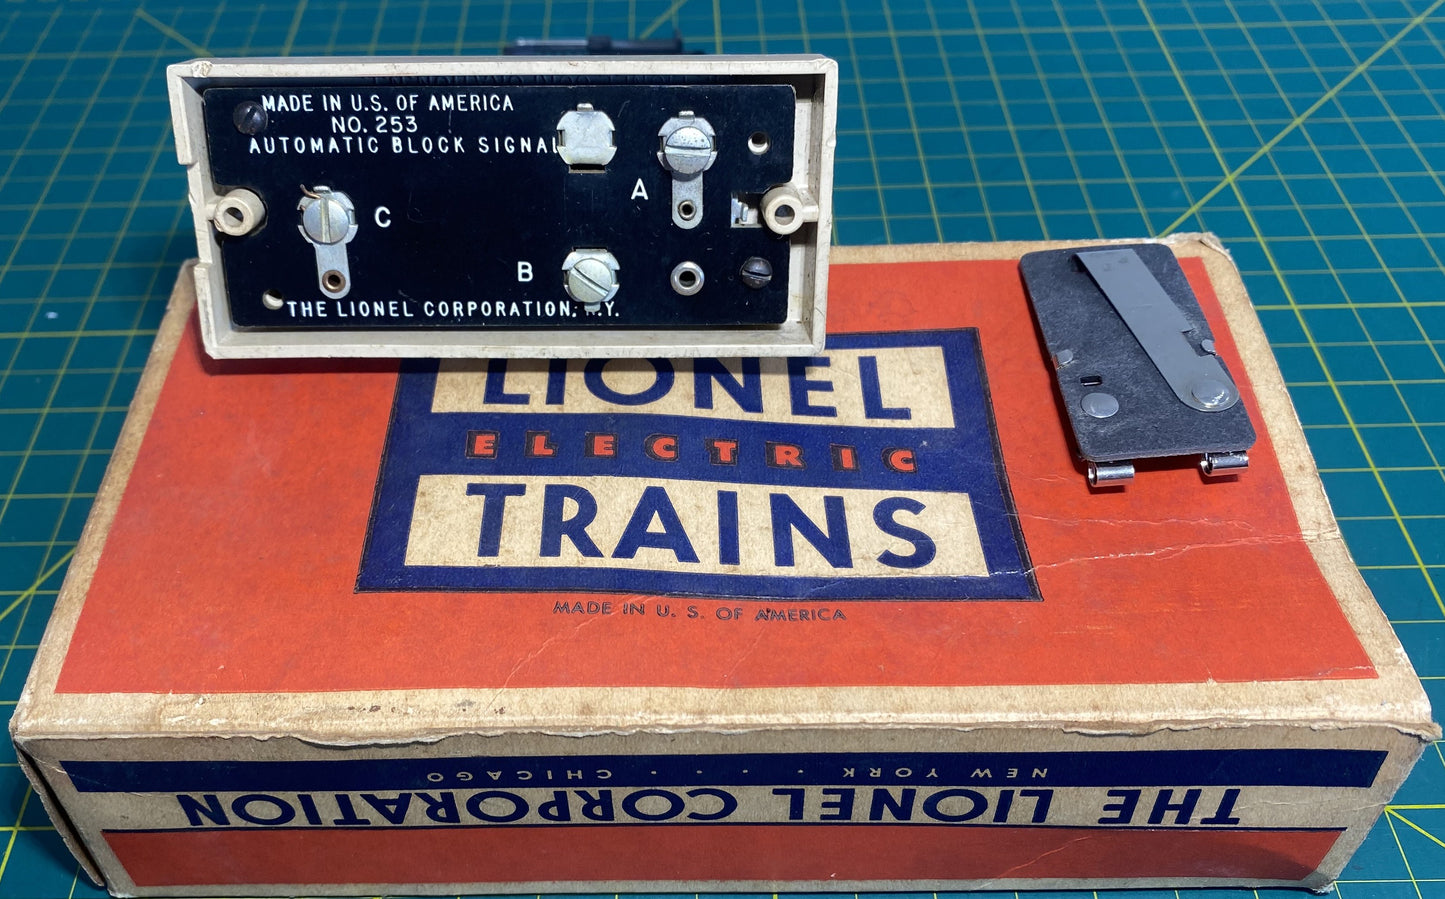 MADE IN U.S. OF AMERICA
NO. 253
AUTOMATIC BLOCK SIGNAL
A
C
B
THE LIONEL CORPORATION, N.Y.
LIONEL
ELECTRIC
TRAINS
MADE IN U. S. OF AMERICA
THE LIONEL CORPORATION
NEW YORK · · · · CHICAGO